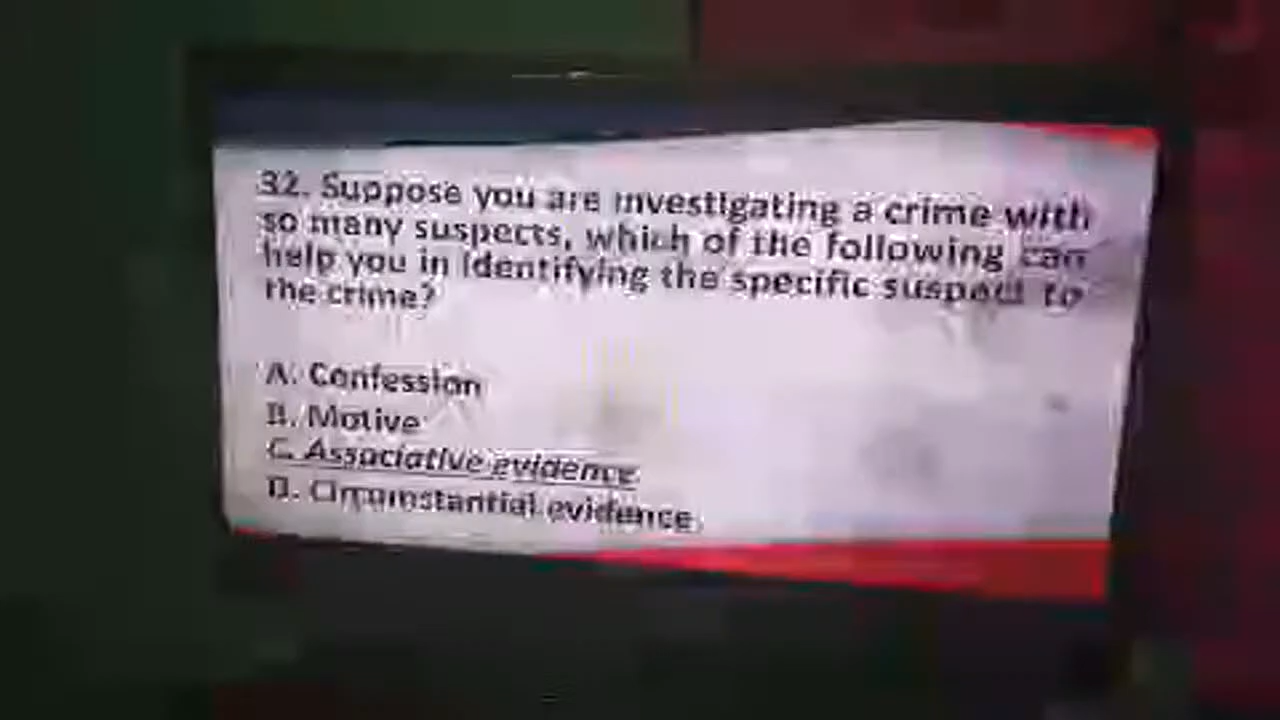 32. Suppose you are investigating a crime with
so many suspects, which of the following can
help you in identifying the specific suspect to
the crime?
A. Confession
B. Motive
C. Associative evidence
D. Circumstantial evidence